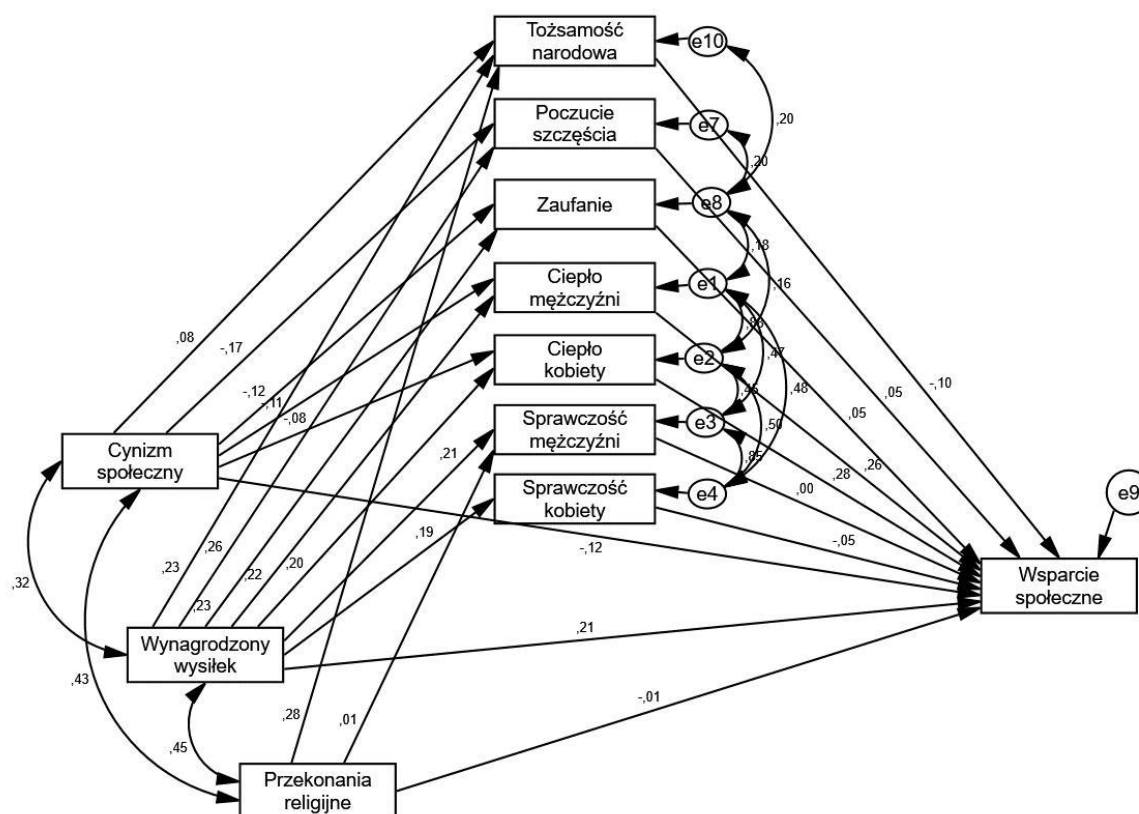 Tożsamość
narodowa
e10
,20
Poczucie
szczęścia
e7
,20
Zaufanie
e8
,18
Ciepło
mężczyźni
e1
,16
Ciepło
kobiety
e2
,47
,48
Sprawczość
mężczyźni
e3
,50
,85
Sprawczość
kobiety
e4
,08
-,17
-,12
-,11
-,08
,05
-,10
,05
,26
,28
,00
-,05
Cynizm
społeczny
,21
,19
-,12
e9
Wsparcie
społeczne
,32
,23
,26
,22
,20
,23
Wynagrodzony
wysiłek
,21
,43
,45
,28
,01
-,01
Przekonania
religijne